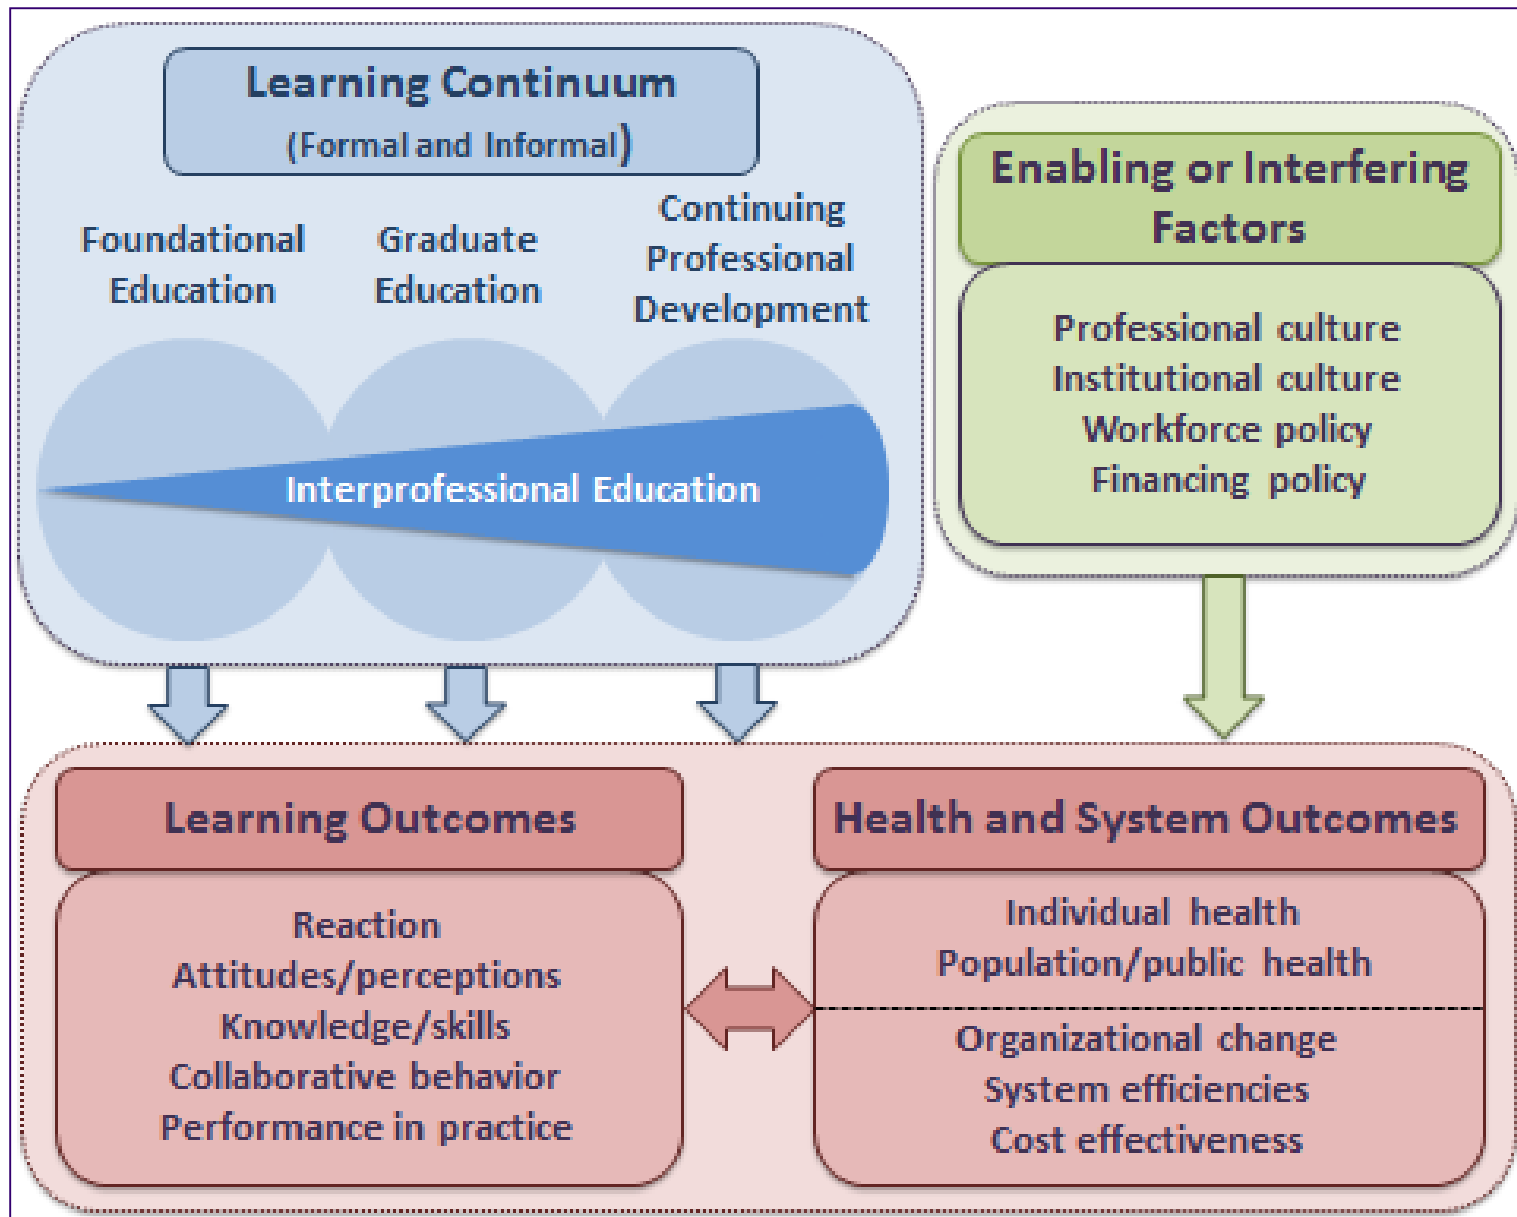 Learning Continuum
(Formal and Informal)
Foundational
Education
Graduate
Education
Continuing
Professional
Development
Interprofessional Education
Enabling or Interfering
Factors
Professional culture
Institutional culture
Workforce policy
Financing policy
Learning Outcomes
Reaction
Attitudes/perceptions
Knowledge/skills
Collaborative behavior
Performance in practice
Health and System Outcomes
Individual health
Population/public health
Organizational change
System efficiencies
Cost effectiveness